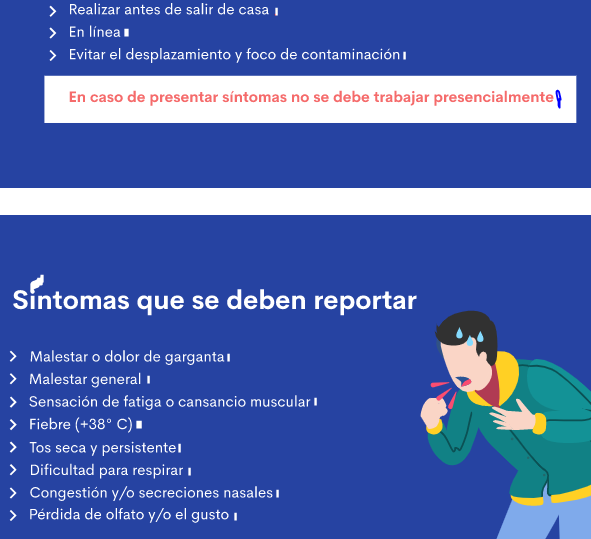 Realizar antes de salir de casa
En línea
Evitar el desplazamiento y foco de contaminación
En caso de presentar síntomas no se debe trabajar presencialmente
Síntomas que se deben reportar
Malestar o dolor de garganta
Malestar general
Sensación de fatiga o cansancio muscular
Fiebre (+38° C)
Tos seca y persistente
Dificultad para respirar
Congestión y/o secreciones nasales
Pérdida de olfato y/o el gusto